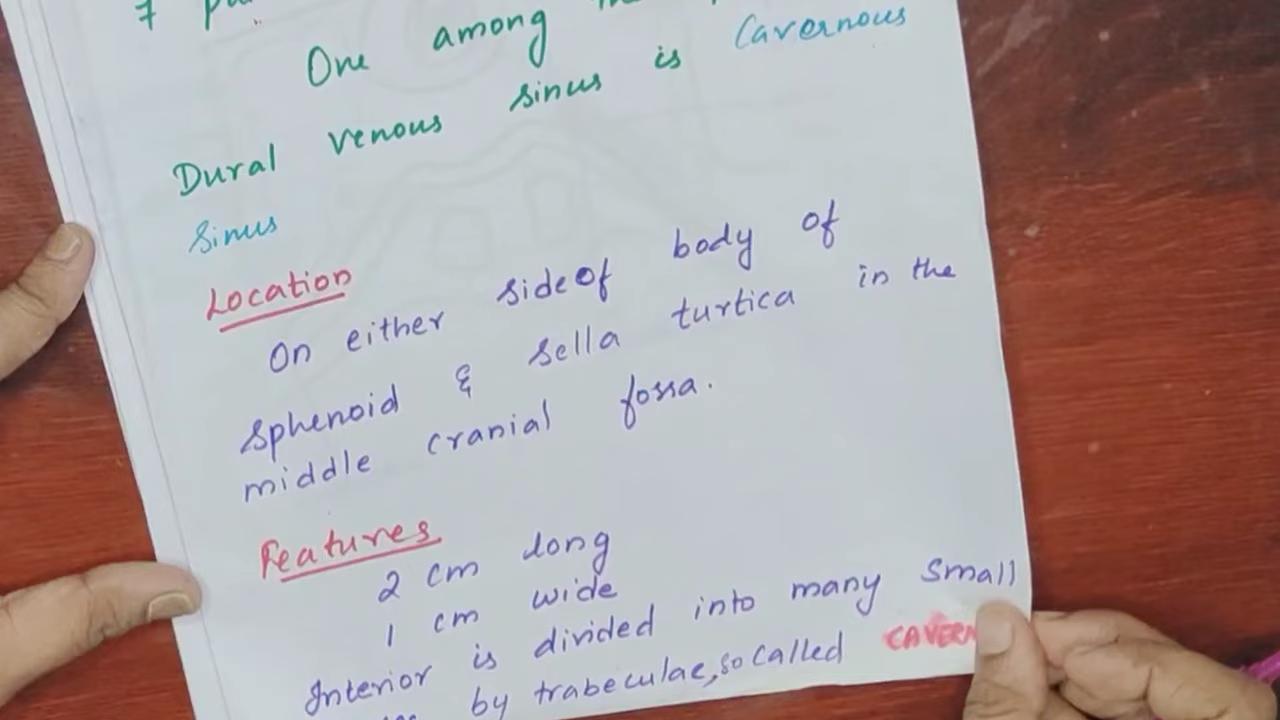 7
One among
Dural venous sinus is Cavernous
Sinus
Location
On either side of body of
Sphenoid & sella turtica in the
middle cranial fossa.
Features
2 cm long
1 cm wide
Interior is divided into many small
by trabeculae, so called